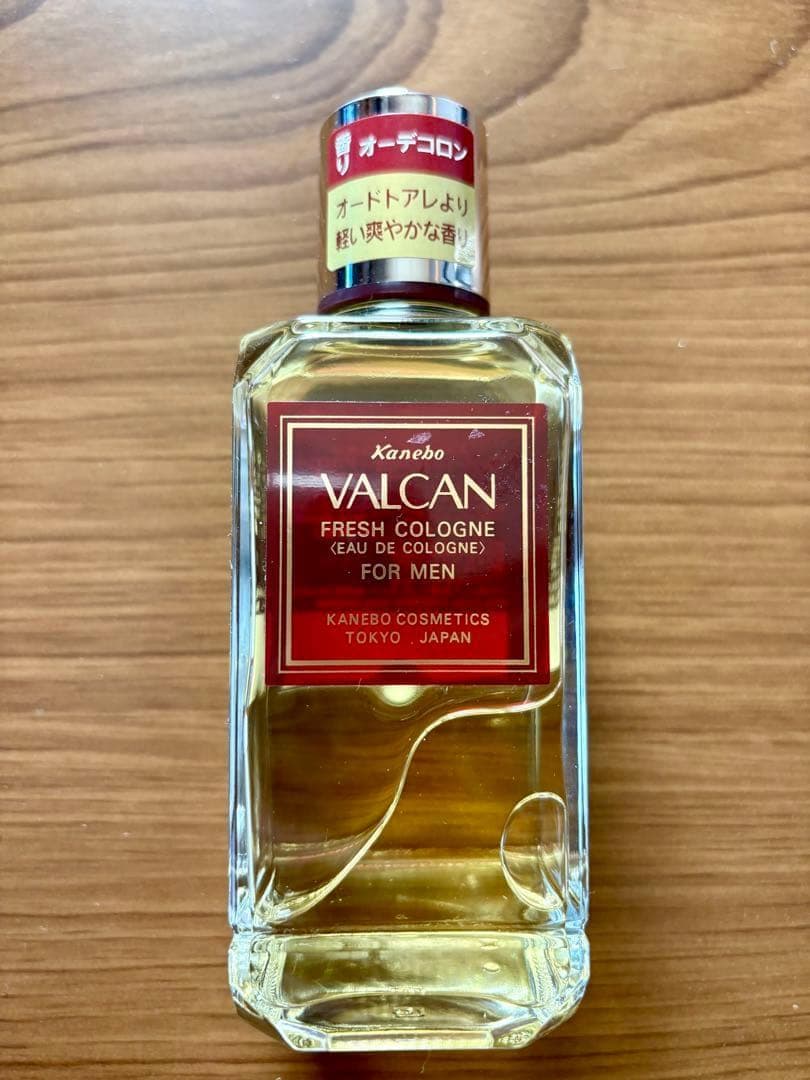 香り オーデコロン
オードトアレより
軽い爽やかな香り
Kanebo
VALCAN
FRESH COLOGNE
〈EAU DE COLOGNE〉
FOR MEN
KANEBO COSMETICS
TOKYO . JAPAN